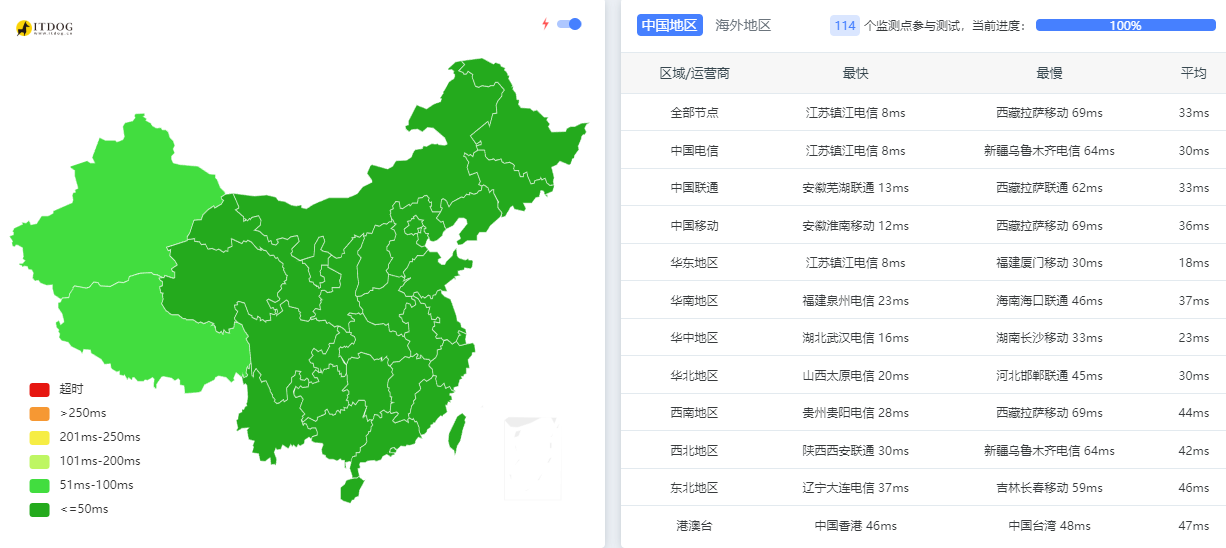 ITDOG
www.itdog.cn
超时
>250ms
201ms-250ms
101ms-200ms
51ms-100ms
<=50ms
中国地区 海外地区 114 个监测点参与测试，当前进度： 100%
区域/运营商 最快 最慢 平均
全部节点 江苏镇江电信 8ms 西藏拉萨移动 69ms 33ms
中国电信 江苏镇江电信 8ms 新疆乌鲁木齐电信 64ms 30ms
中国联通 安徽芜湖联通 13ms 西藏拉萨联通 62ms 33ms
中国移动 安徽淮南移动 12ms 西藏拉萨移动 69ms 36ms
华东地区 江苏镇江电信 8ms 福建厦门移动 30ms 18ms
华南地区 福建泉州电信 23ms 海南海口联通 46ms 37ms
华中地区 湖北武汉电信 16ms 湖南长沙移动 33ms 23ms
华北地区 山西太原电信 20ms 河北邯郸联通 45ms 30ms
西南地区 贵州贵阳电信 28ms 西藏拉萨移动 69ms 44ms
西北地区 陕西西安联通 30ms 新疆乌鲁木齐电信 64ms 42ms
东北地区 辽宁大连电信 37ms 吉林长春移动 59ms 46ms
港澳台 中国香港 46ms 中国台湾 48ms 47ms